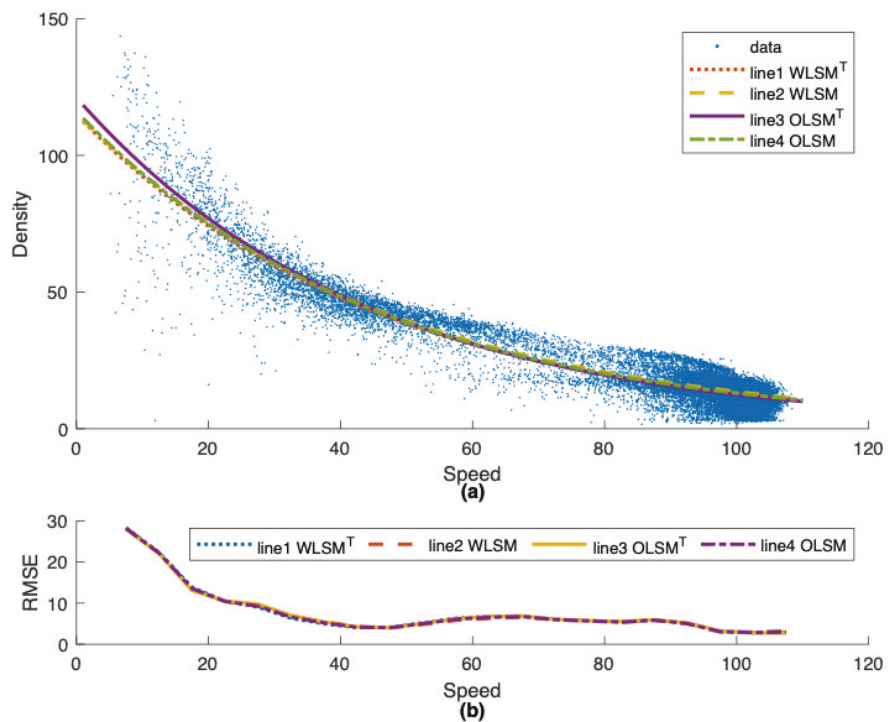 150
100
50
0
Density
data
line1 WLSM^T
line2 WLSM
line3 OLSM^T
line4 OLSM
0 20 40 60 80 100 120
Speed
(a)
30
20
10
0
RMSE
line1 WLSM^T line2 WLSM line3 OLSM^T line4 OLSM
0 20 40 60 80 100 120
Speed
(b)